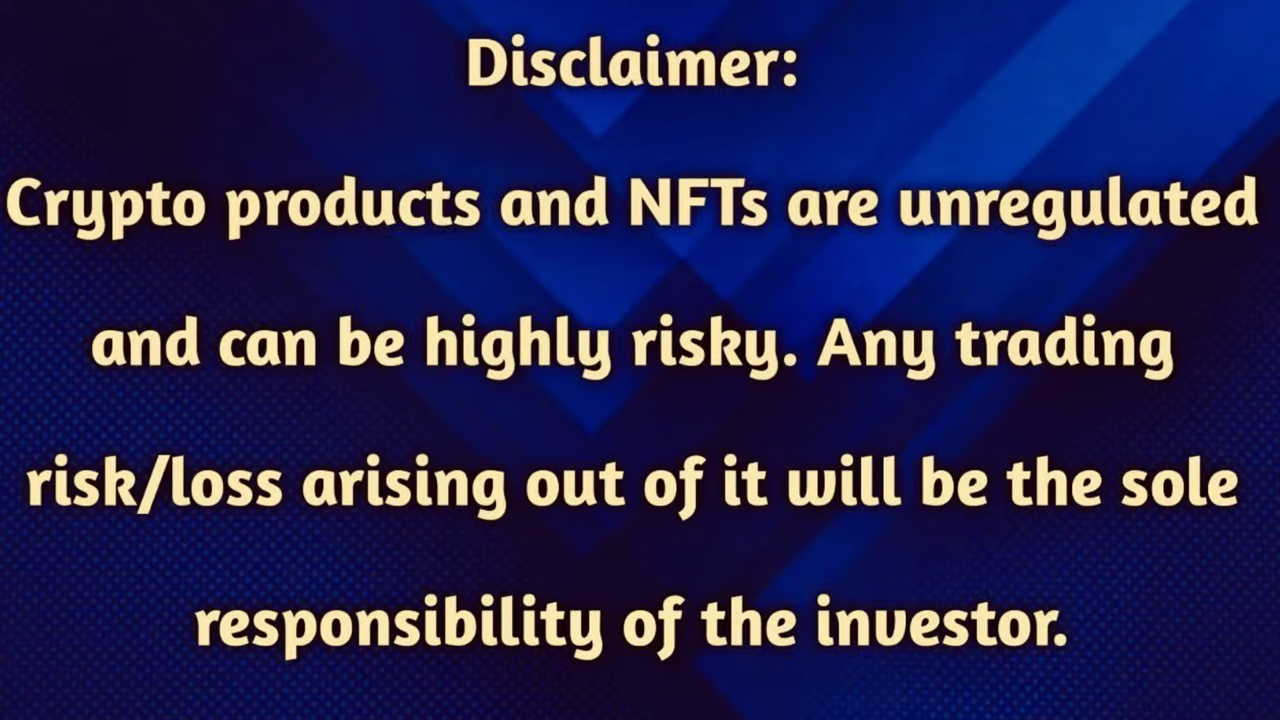 Disclaimer:
Crypto products and NFTs are unregulated
and can be highly risky. Any trading
risk/loss arising out of it will be the sole
responsibility of the investor.